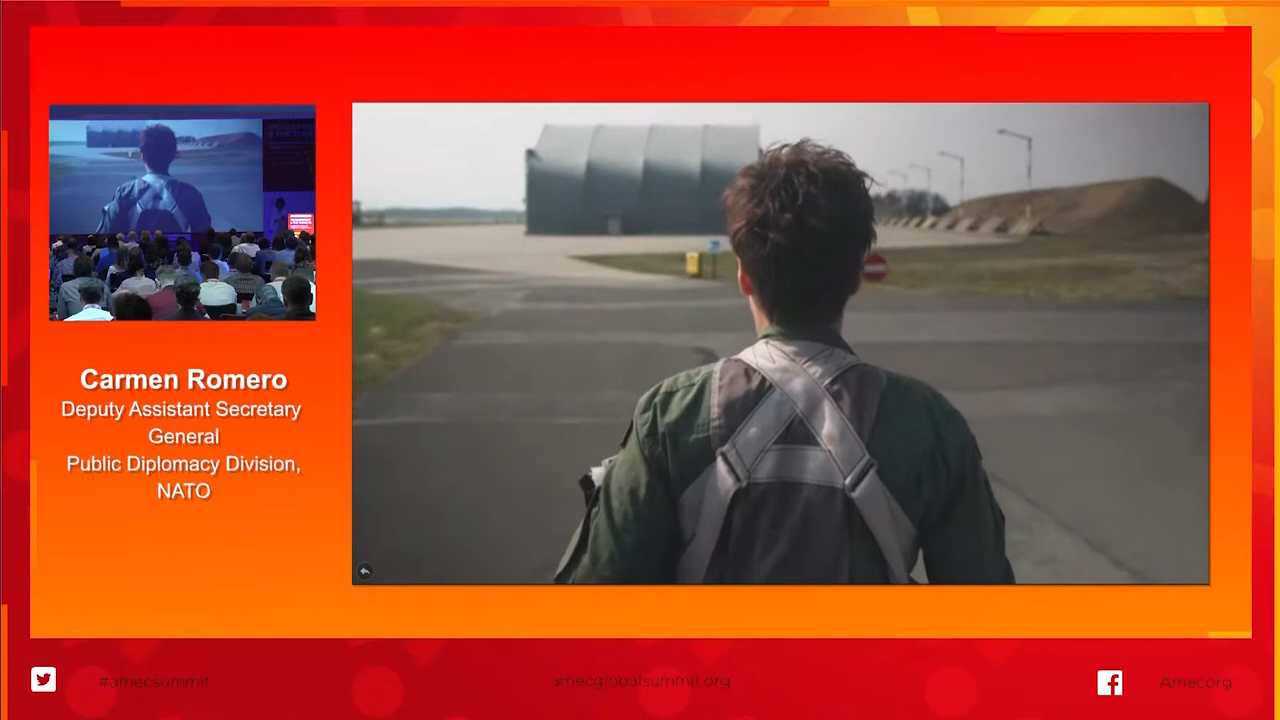 Carmen Romero
Deputy Assistant Secretary
General
Public Diplomacy Division,
NATO
#amecsummit
amecglobalsummit.org
Amecorg